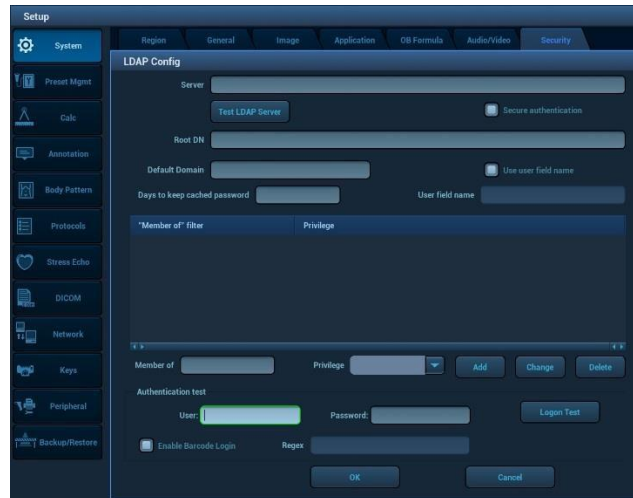 Setup
System
Preset Mgmt
Calc
Annotation
Body Pattern
Protocols
Stress Echo
DICOM
Network
Keys
Peripheral
Backup/Restore
Region General Image Application OB Formula Audio/Video Security
LDAP Config
Server
Test LDAP Server Secure authentication
Root DN
Default Domain Use user field name
Days to keep cached password User field name
"Member of" filter Privilege
Member of Privilege Add Change Delete
Authentication test
User: Password: Logon Test
Enable Barcode Login Regex
OK Cancel